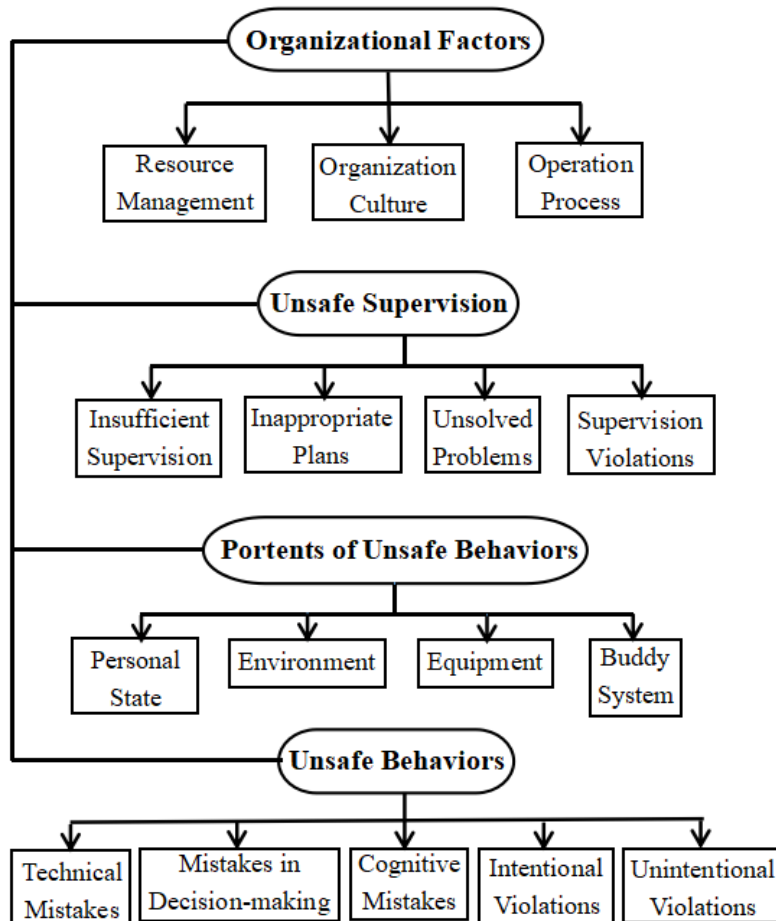 Organizational Factors
Resource
Management
Organization
Culture
Operation
Process
Unsafe Supervision
Insufficient
Supervision
Inappropriate
Plans
Unsolved
Problems
Supervision
Violations
Portents of Unsafe Behaviors
Personal
State
Environment
Equipment
Buddy
System
Unsafe Behaviors
Technical
Mistakes
Mistakes in
Decision-making
Cognitive
Mistakes
Intentional
Violations
Unintentional
Violations